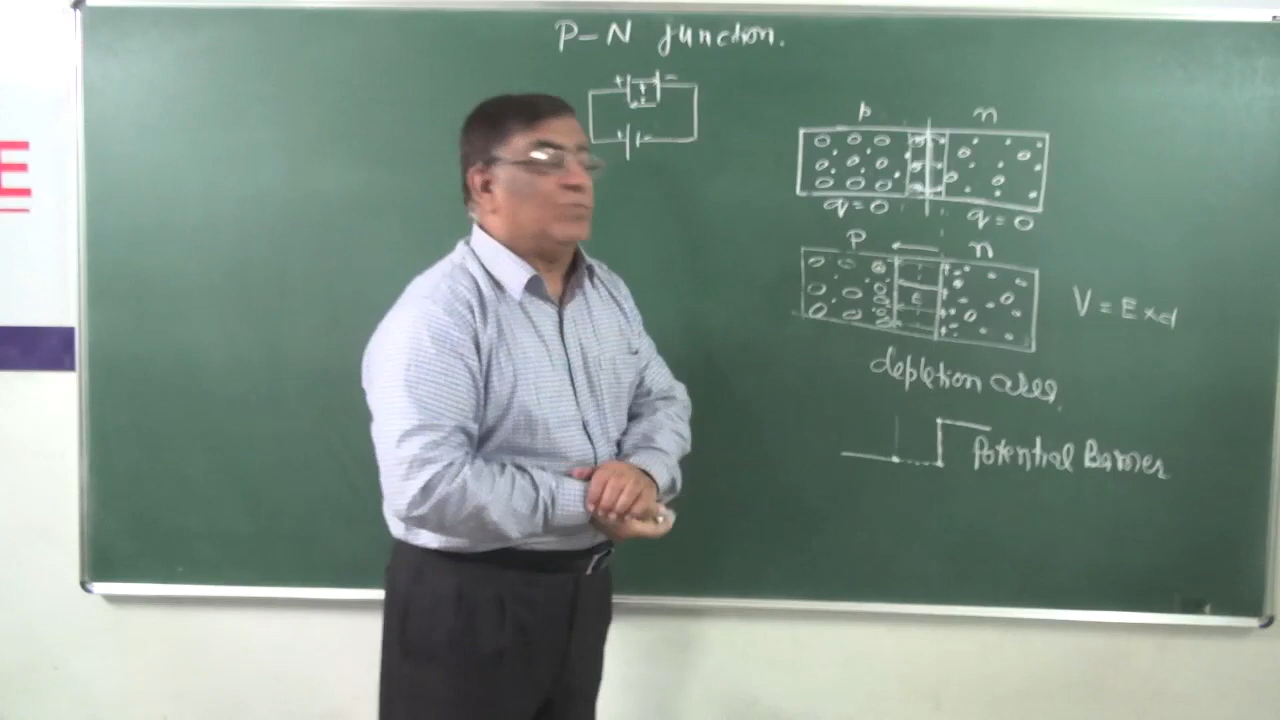 P-N junction.
E
+ -
+ -
p n
q=0 q=0
P n
E
V = E×d
depletion area
Potential Barrier